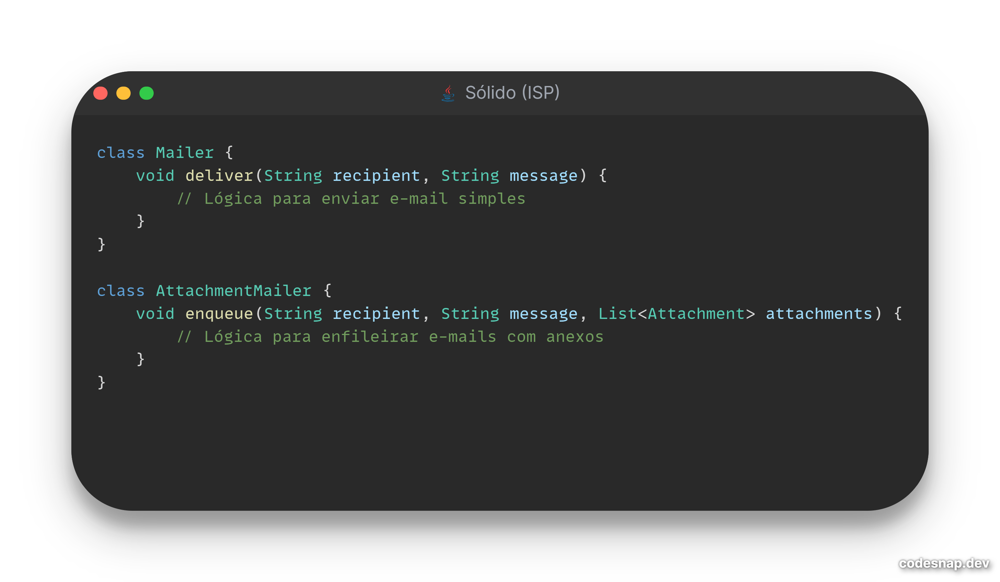 Sólido (ISP)
class Mailer {
    void deliver(String recipient, String message) {
        // Lógica para enviar e-mail simples
    }
}

class AttachmentMailer {
    void enqueue(String recipient, String message, List<Attachment> attachments) {
        // Lógica para enfileirar e-mails com anexos
    }
}
codesnap.dev